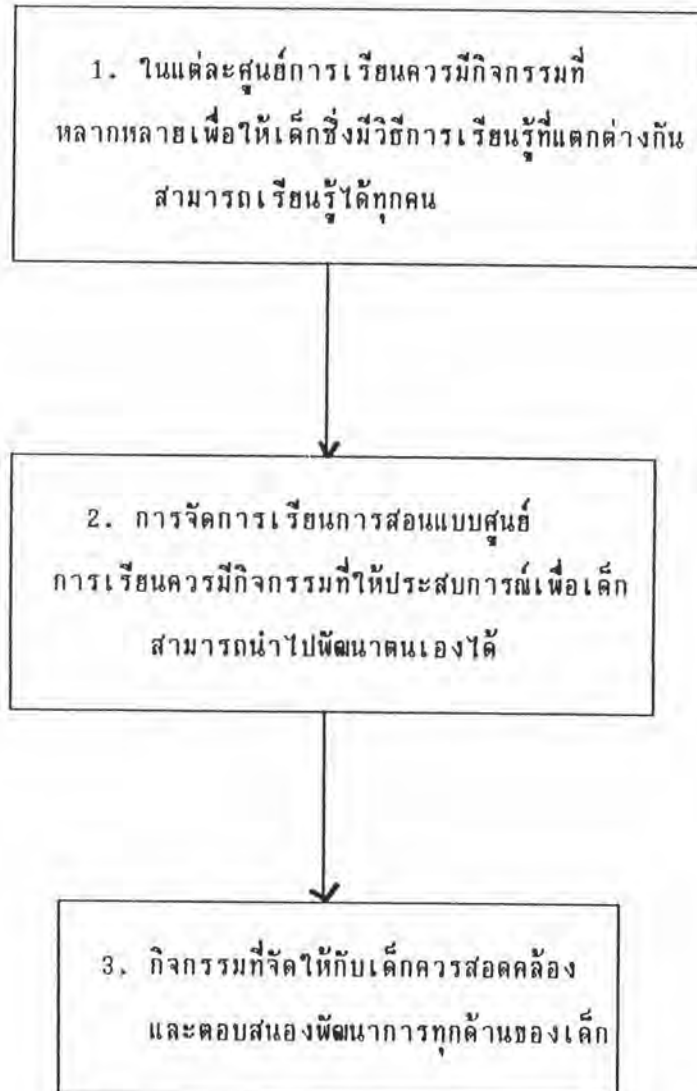 1. ในแต่ละศูนย์การเรียนควรมีกิจกรรมที่
หลากหลายเพื่อให้เด็กซึ่งมีวิธีการเรียนรู้ที่แตกต่างกัน
สามารถเรียนรู้ได้ทุกคน
2. การจัดการเรียนการสอนแบบศูนย์
การเรียนควรมีกิจกรรมที่ให้ประสบการณ์เพื่อเด็ก
สามารถนำไปพัฒนาตนเองได้
3. กิจกรรมที่จัดให้กับเด็กควรสอดคล้อง
และตอบสนองพัฒนาการทุกด้านของเด็ก